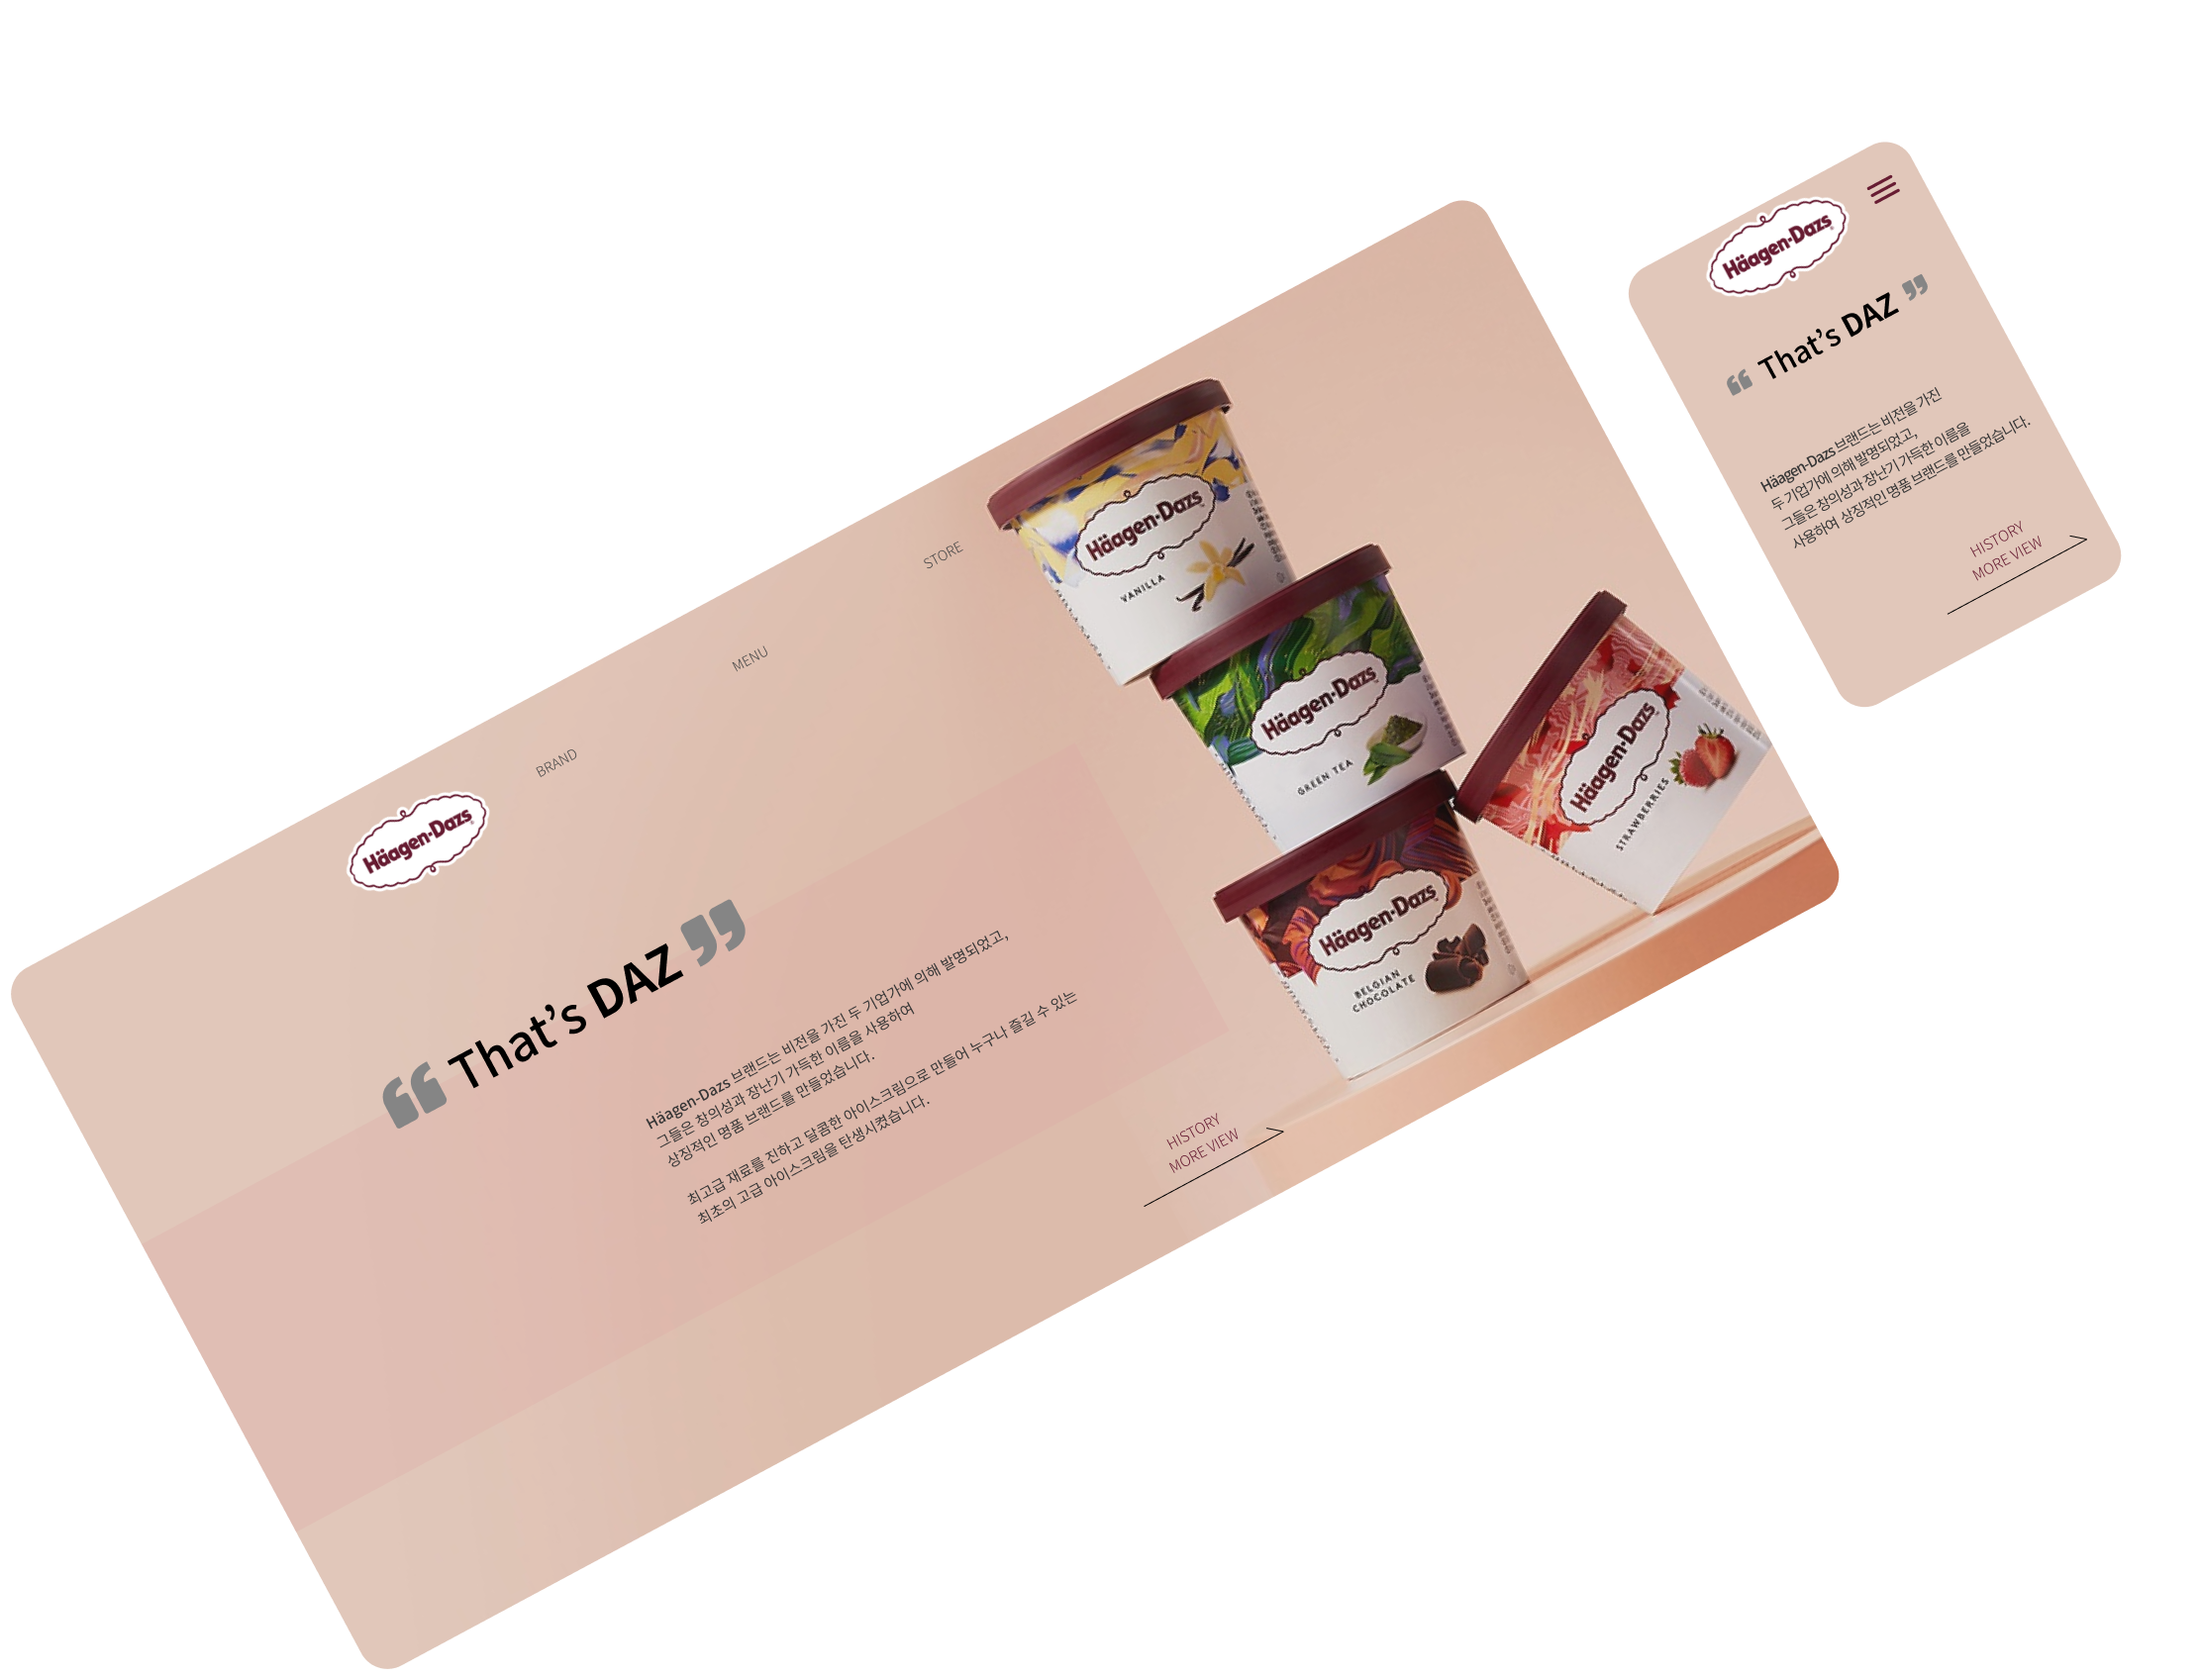 Häagen-Dazs
BRAND
MENU
STORE
❝ That’s DAZ ❞
Häagen-Dazs 브랜드는 비전을 가진 두 기업가에 의해 발명되었고,
그들은 창의성과 장난기 가득한 이름을 사용하여
상징적인 명품 브랜드를 만들었습니다.
최고급 재료를 진하고 달콤한 아이스크림으로 만들어 누구나 즐길 수 있는
최초의 고급 아이스크림을 탄생시켰습니다.
HISTORY
MORE VIEW
Häagen-Dazs
VANILLA
Häagen-Dazs
GREEN TEA
Häagen-Dazs
STRAWBERRIES
Häagen-Dazs
BELGIAN
CHOCOLATE
Häagen-Dazs
❝ That’s DAZ ❞
Häagen-Dazs 브랜드는 비전을 가진
두 기업가에 의해 발명되었고,
그들은 창의성과 장난기 가득한 이름을
사용하여 상징적인 명품 브랜드를 만들었습니다.
HISTORY
MORE VIEW